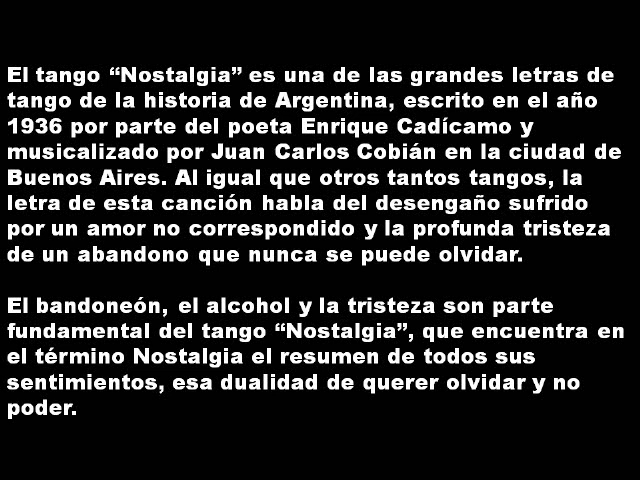 El tango “Nostalgia” es una de las grandes letras de
tango de la historia de Argentina, escrito en el año
1936 por parte del poeta Enrique Cadícamo y
musicalizado por Juan Carlos Cobián en la ciudad de
Buenos Aires. Al igual que otros tantos tangos, la
letra de esta canción habla del desengaño sufrido
por un amor no correspondido y la profunda tristeza
de un abandono que nunca se puede olvidar.
El bandoneón, el alcohol y la tristeza son parte
fundamental del tango “Nostalgia”, que encuentra en
el término Nostalgia el resumen de todos sus
sentimientos, esa dualidad de querer olvidar y no
poder.